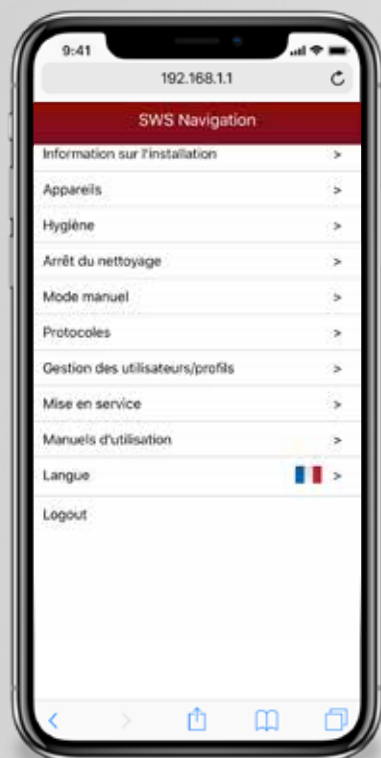 9:41
192.168.1.1
SWS Navigation
Information sur l'installation >
Appareils >
Hygiène >
Arrêt du nettoyage >
Mode manuel >
Protocoles >
Gestion des utilisateurs/profils >
Mise en service >
Manuels d'utilisation >
Langue >
Logout